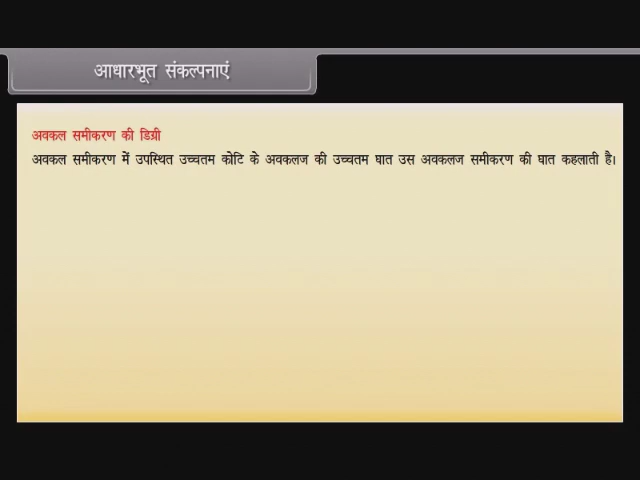 आधारभूत संकल्पनाएं
अवकल समीकरण की डिग्री
अवकल समीकरण में उपस्थित उच्चतम कोटि के अवकलज की उच्चतम घात उस अवकलज समीकरण की घात कहलाती है।